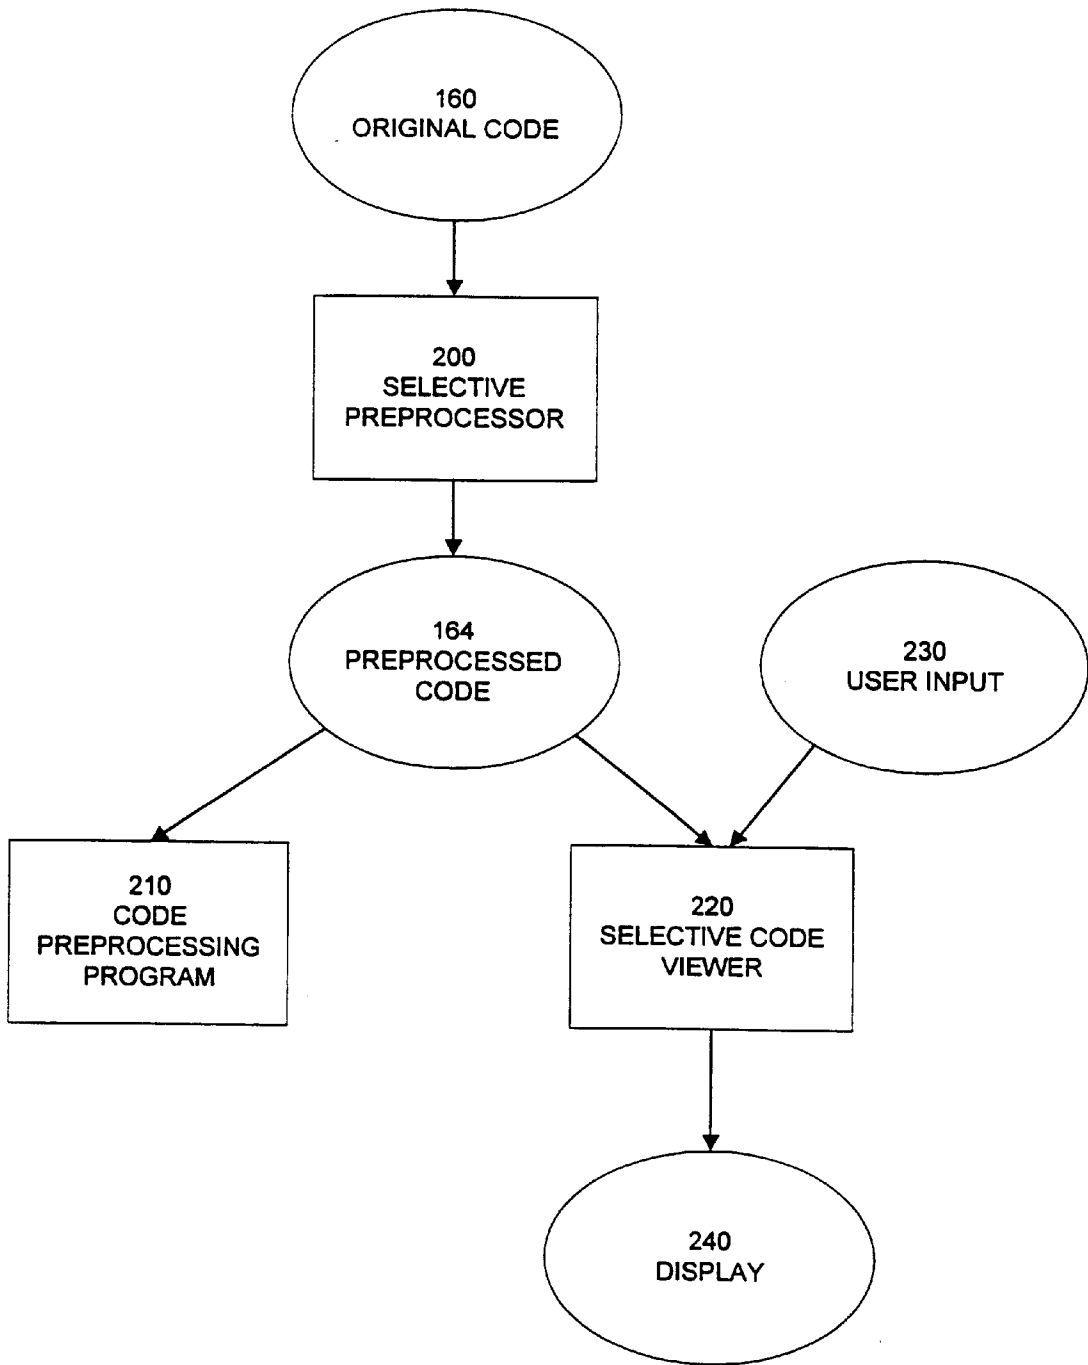 160
ORIGINAL CODE
200
SELECTIVE
PREPROCESSOR
164
PREPROCESSED
CODE
230
USER INPUT
210
CODE
PREPROCESSING
PROGRAM
220
SELECTIVE CODE
VIEWER
240
DISPLAY